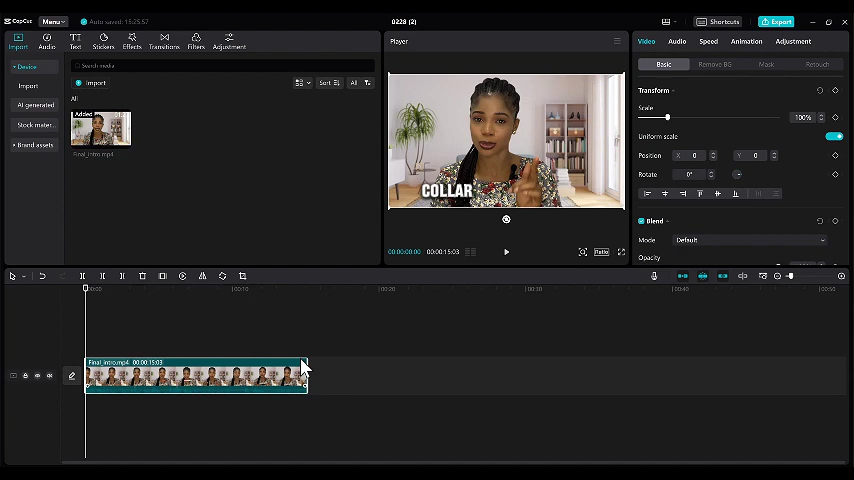 CapCut
Menu
Auto saved: 15:25:57
0228 (2)
Shortcuts
Export
Import
Audio
Text
Stickers
Effects
Transitions
Filters
Adjustment
Player
Video
Audio
Speed
Animation
Adjustment
Device
Import
AI generated
Stock mater...
Brand assets
Search media
Import
Sort
All
All
Added
Final_Intro.mp4
COLLAR
00:00:00:00
00:00:15:03
Ratio
Basic
Remove BG
Mask
Retouch
Transform
Scale
100%
Uniform scale
Position
X
0
Y
0
Rotate
0°
Blend
Mode
Default
Opacity
00:00
00:10
00:20
00:30
00:40
00:50
Final_Intro.mp4 00:00:15:03